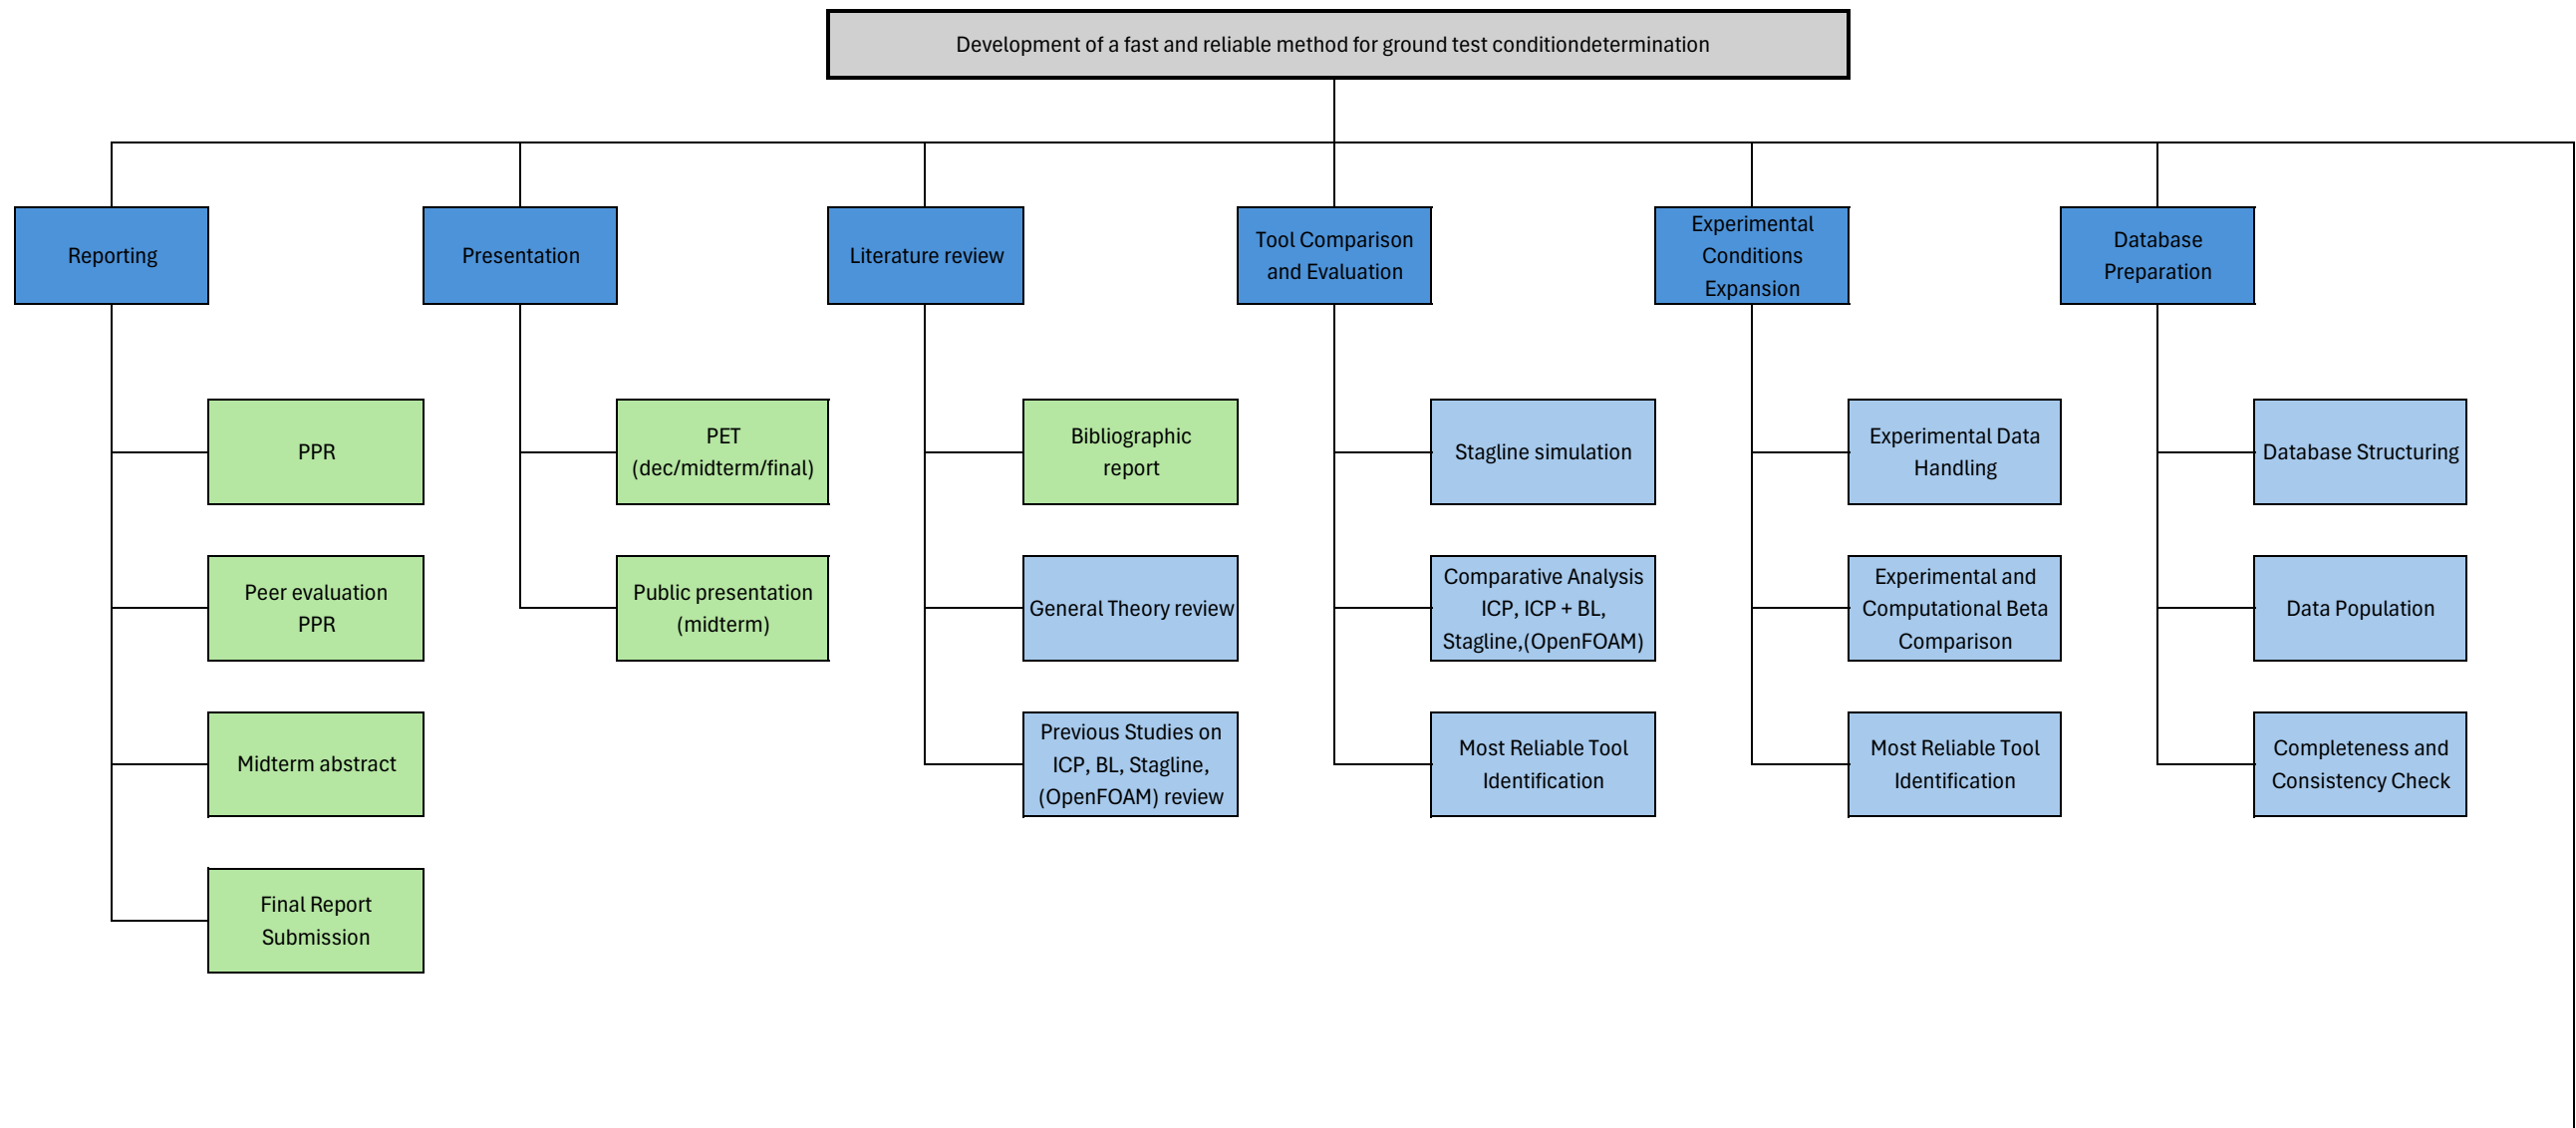 Development of a fast and reliable method for ground test conditiondetermination
Reporting
Presentation
Literature review
Tool Comparison
and Evaluation
Experimental
Conditions
Expansion
Database
Preparation
PPR
PET
(dec/midterm/final)
Bibliographic
report
Stagline simulation
Experimental Data
Handling
Database Structuring
Peer evaluation
PPR
Public presentation
(midterm)
General Theory review
Comparative Analysis
ICP, ICP + BL,
Stagline,(OpenFOAM)
Experimental and
Computational Beta
Comparison
Data Population
Midterm abstract
Previous Studies on
ICP, BL, Stagline,
(OpenFOAM) review
Most Reliable Tool
Identification
Most Reliable Tool
Identification
Completeness and
Consistency Check
Final Report
Submission